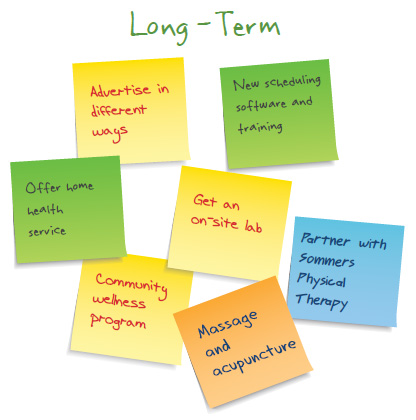 Long-Term
Advertise in
different
ways
New scheduling
software and
training
Offer home
health
service
Get an
on-site lab
Partner with
Sommers
Physical
Therapy
Community
wellness
program
Massage
and
acupuncture